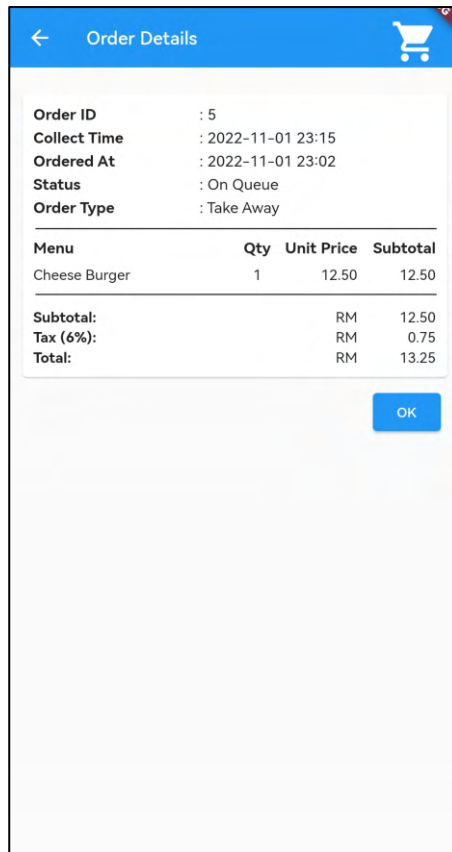 Order Details
Order ID : 5
Collect Time : 2022-11-01 23:15
Ordered At : 2022-11-01 23:02
Status : On Queue
Order Type : Take Away
Menu Qty Unit Price Subtotal
Cheese Burger 1 12.50 12.50
Subtotal: RM 12.50
Tax (6%): RM 0.75
Total: RM 13.25
OK